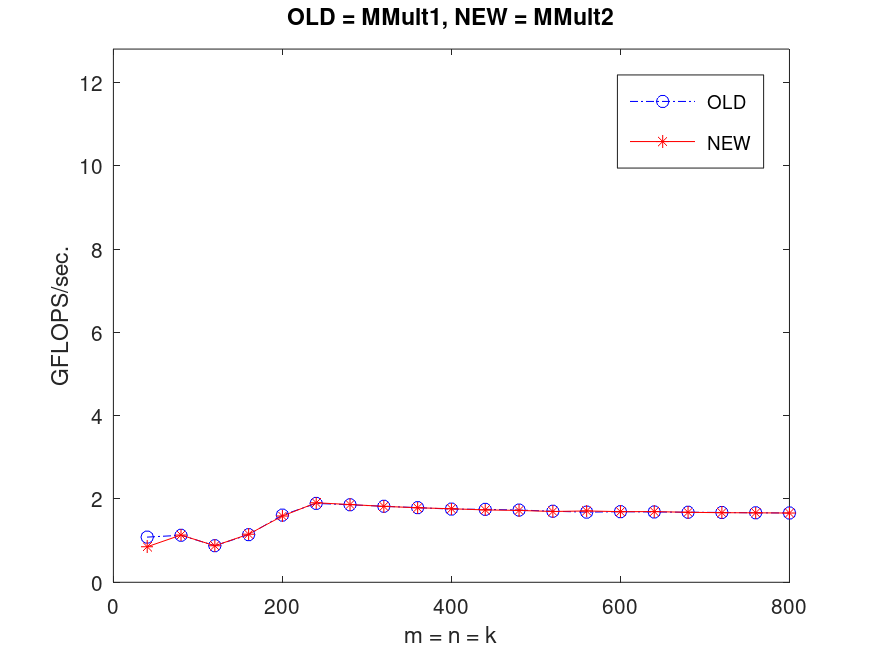 OLD = MMult1, NEW = MMult2
12
10
8
6
4
2
0
GFLOPS/sec.
OLD
NEW
0 200 400 600 800
m = n = k